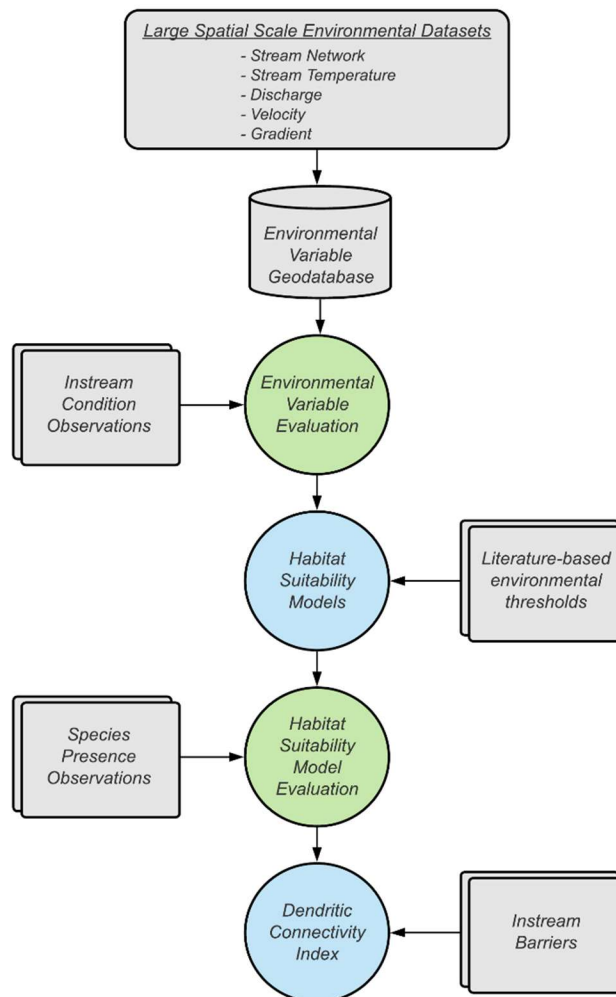 Large Spatial Scale Environmental Datasets
- Stream Network
- Stream Temperature
- Discharge
- Velocity
- Gradient
Environmental
Variable
Geodatabase
Instream
Condition
Observations
Environmental
Variable
Evaluation
Habitat
Suitability
Models
Literature-based
environmental
thresholds
Species
Presence
Observations
Habitat
Suitability
Model
Evaluation
Dendritic
Connectivity
Index
Instream
Barriers